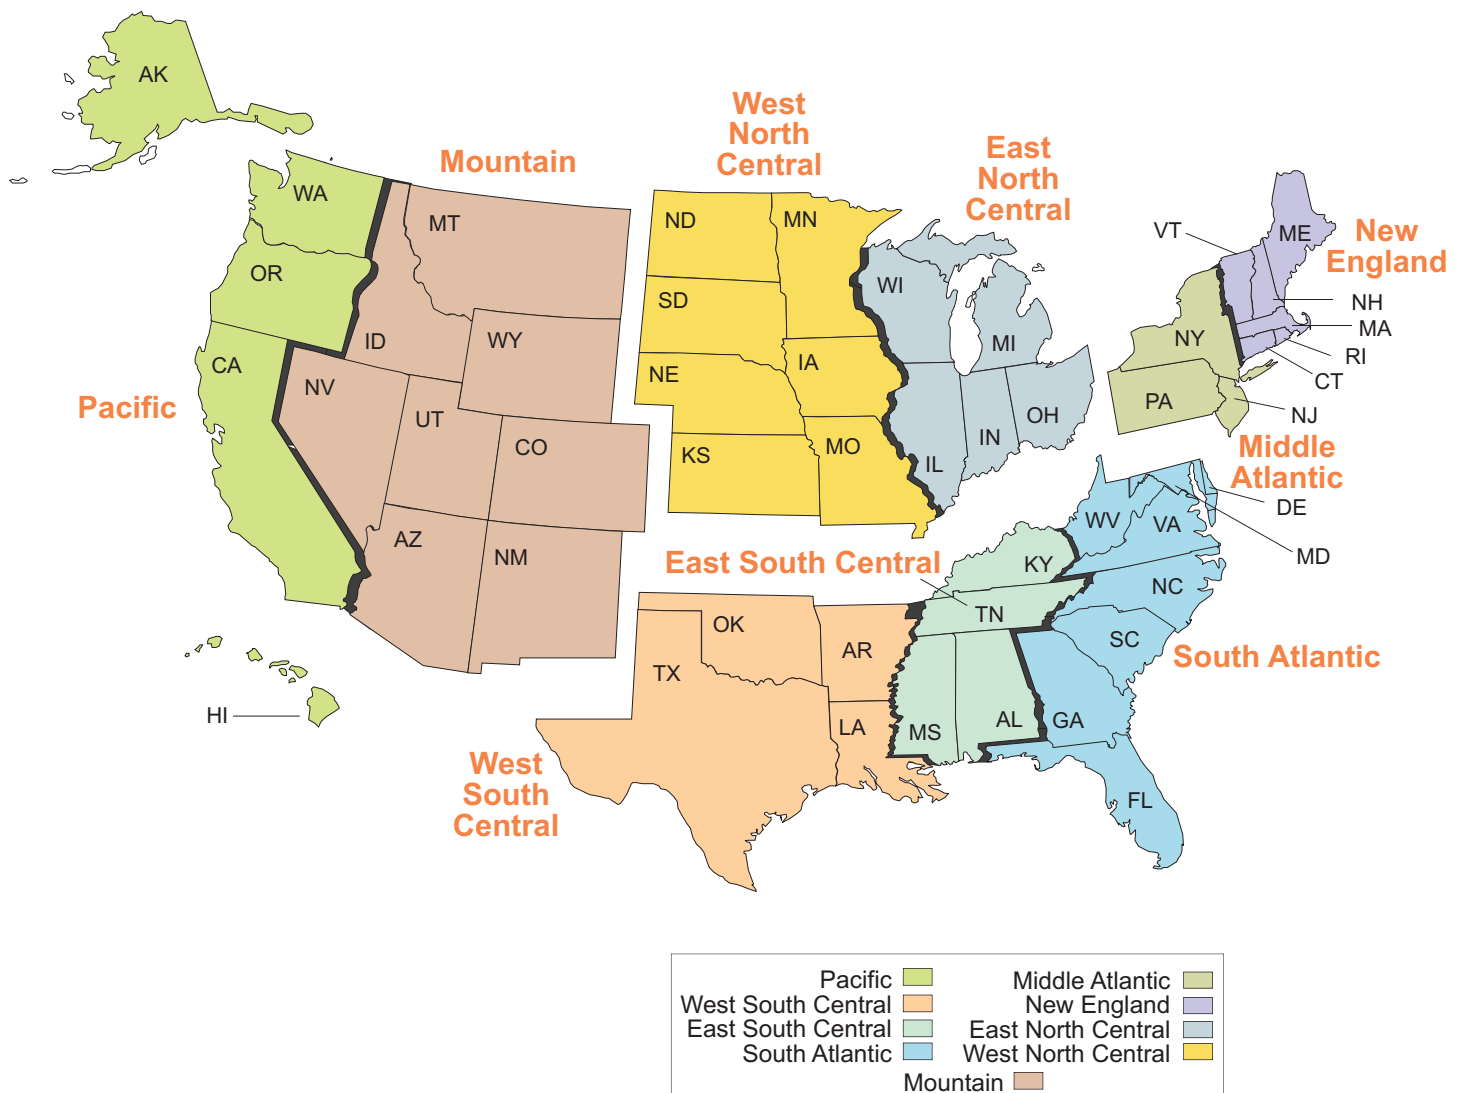 AK
West
North
Central
East
North
Central
Mountain
WA
MT
ND
MN
VT
ME
New
England
OR
WI
SD
NH
MA
ID
WY
NY
MI
RI
CA
NV
NE
IA
CT
Pacific
UT
PA
NJ
OH
CO
KS
MO
IN
IL
Middle
Atlantic
DE
WV
VA
AZ
NM
East South Central
KY
MD
NC
TN
OK
AR
SC
South Atlantic
TX
HI
LA
MS
AL
GA
West
South
Central
FL
Pacific
Middle Atlantic
West South Central
New England
East South Central
East North Central
South Atlantic
West North Central
Mountain